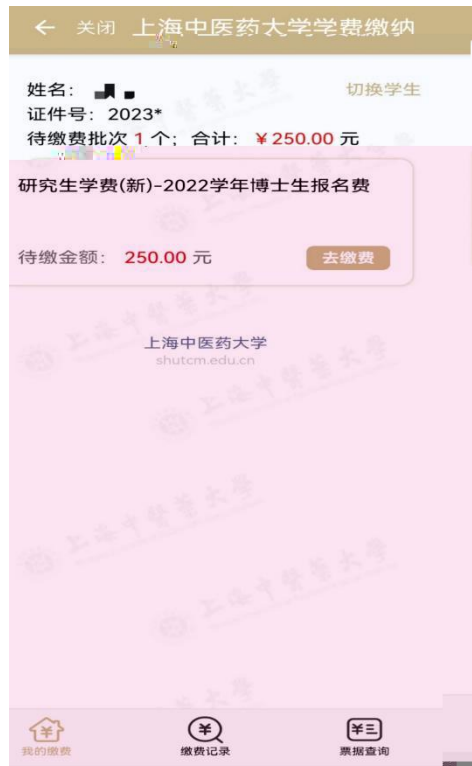 关闭 上海中医药大学学费缴纳
姓名： 切换学生
证件号：2023*
待缴费批次 1 个；合计：￥250.00 元
研究生学费(新)-2022学年博士生报名费
待缴金额：250.00 元 去缴费
上海中医药大学
shutcm.edu.cn
我的缴费 缴费记录 票据查询